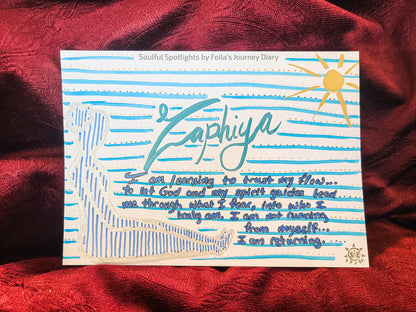 Soulful Spotlights by Foila's Journey Diary
Zaphiya
I am learning to trust my flow...
To let God and my spirit guides lead
me through what I fear, into who I
truly am. I am not running
from myself...
I am returning.